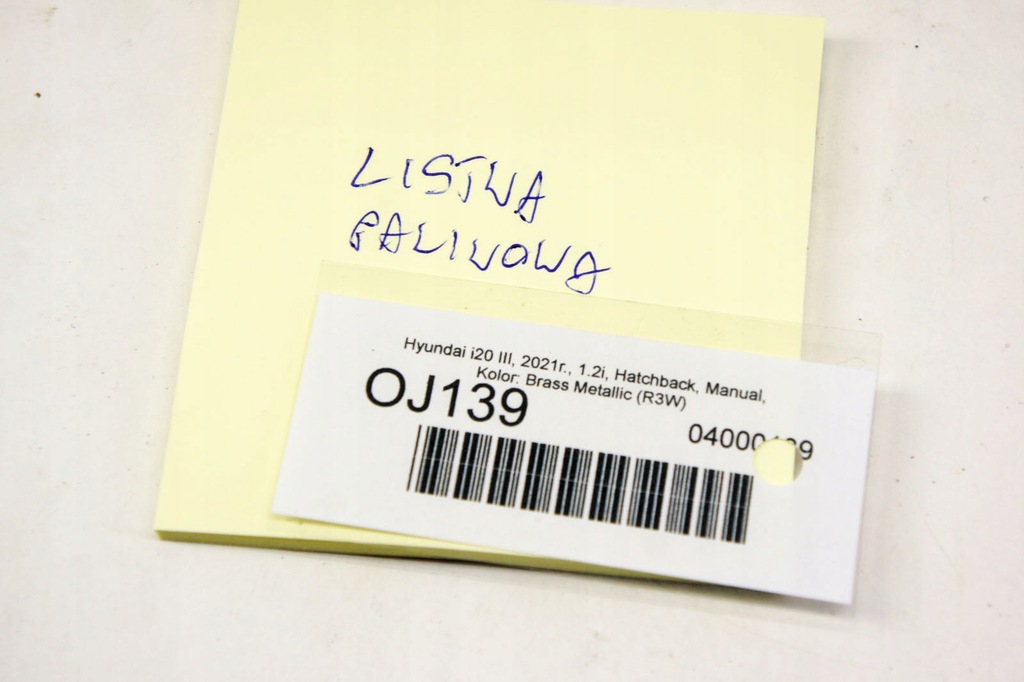 LISTWA
PALIWOWA
Hyundai i20 III, 2021r., 1.2i, Hatchback, Manual,
Kolor: Brass Metallic (R3W)
OJ139